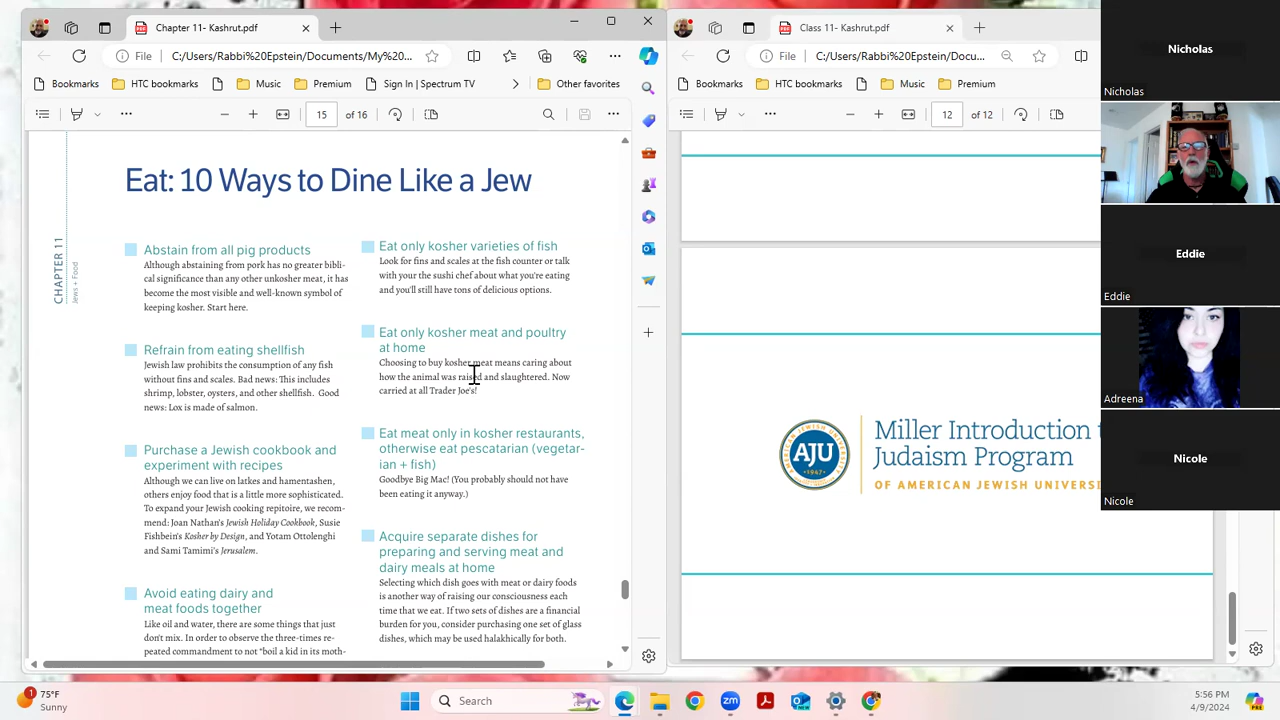 Chapter 11- Kashrut.pdf
File
C:/Users/Rabbi%20Epstein/Documents/My%20...
Bookmarks
HTC bookmarks
Music
Premium
Sign In | Spectrum TV
Other favorites
15
of 16
CHAPTER 11
Jews + Food
Eat: 10 Ways to Dine Like a Jew
Abstain from all pig products
Although abstaining from pork has no greater bibli-
cal significance than any other unkosher meat, it has
become the most visible and well-known symbol of
keeping kosher. Start here.
Refrain from eating shellfish
Jewish law prohibits the consumption of any fish
without fins and scales. Bad news: This includes
shrimp, lobster, oysters, and other shellfish. Good
news: Lox is made of salmon.
Purchase a Jewish cookbook and
experiment with recipes
Although we can live on latkes and hamentashen,
others enjoy food that is a little more sophisticated.
To expand your Jewish cooking repitoire, we recom-
mend: Joan Nathan's Jewish Holiday Cookbook, Susie
Fishbein's Kosher by Design, and Yotam Ottolenghi
and Sami Tamimi's Jerusalem.
Avoid eating dairy and
meat foods together
Like oil and water, there are some things that just
don't mix. In order to observe the three-times re-
peated commandment to not "boil a kid in its moth-
Eat only kosher varieties of fish
Look for fins and scales at the fish counter or talk
with your the sushi chef about what you're eating
and you'll still have tons of delicious options.
Eat only kosher meat and poultry
at home
Choosing to buy kosher meat means caring about
how the animal was raised and slaughtered. Now
carried at all Trader Joe's!
Eat meat only in kosher restaurants,
otherwise eat pescatarian (vegetar-
ian + fish)
Goodbye Big Mac! (You probably should not have
been eating it anyway.)
Acquire separate dishes for
preparing and serving meat and
dairy meals at home
Selecting which dish goes with meat or dairy foods
is another way of raising our consciousness each
time that we eat. If two sets of dishes are a financial
burden for you, consider purchasing one set of glass
dishes, which may be used halakhically for both.
Class 11- Kashrut.pdf
File
C:/Users/Rabbi%20Epstein/Docu...
Bookmarks
HTC bookmarks
Music
Premium
12
of 12
AJU
AMERICAN JEWISH UNIVERSITY
1947
Miller Introduction t
Judaism Program
OF AMERICAN JEWISH UNIVERS
Nicholas
Nicholas
Eddie
Eddie
Adreena
Nicole
Nicole
1
75°F
Sunny
Search
zm
5:56 PM
4/9/2024